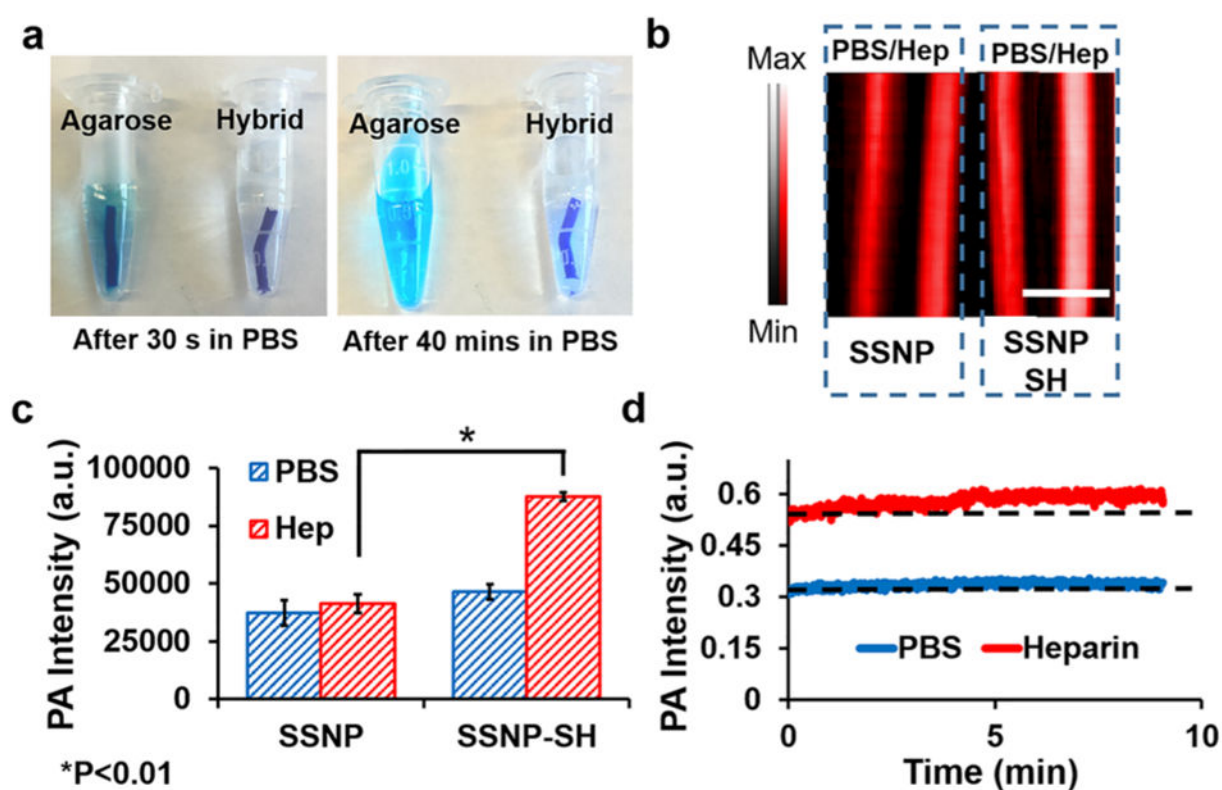 a
Agarose
Hybrid
Agarose
Hybrid
1.0
After 30 s in PBS
After 40 mins in PBS
b
Max
Min
PBS/Hep
PBS/Hep
SSNP
SSNP
SH
c
PA Intensity (a.u.)
100000
75000
50000
25000
0
PBS
Hep
*
SSNP
SSNP-SH
*P<0.01
d
PA Intensity (a.u.)
0.6
0.45
0.3
0.15
0
PBS
Heparin
0
5
10
Time (min)